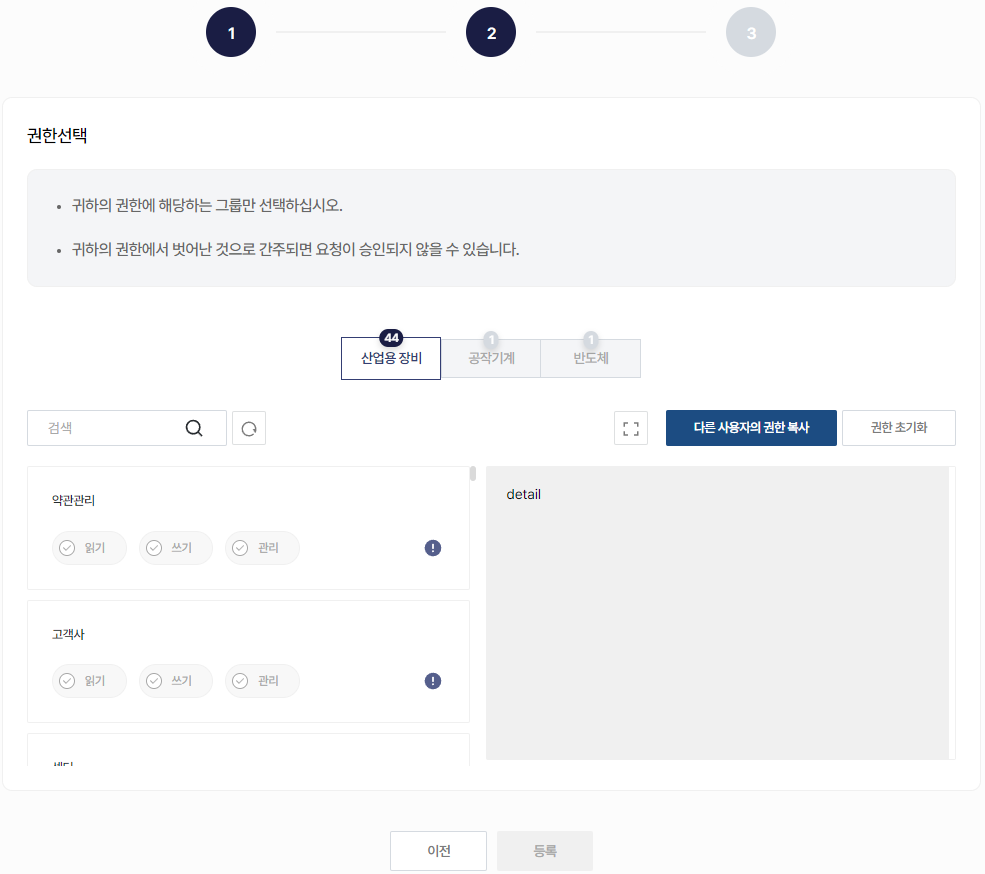 1
2
3
권한선택
• 귀하의 권한에 해당하는 그룹만 선택하십시오.
• 귀하의 권한에서 벗어난 것으로 간주되면 요청이 승인되지 않을 수 있습니다.
44
1
1
산업용 장비
공작기계
반도체
검색
다른 사용자의 권한 복사
권한 초기화
약관관리
읽기
쓰기
관리
detail
고객사
읽기
쓰기
관리
이전
등록